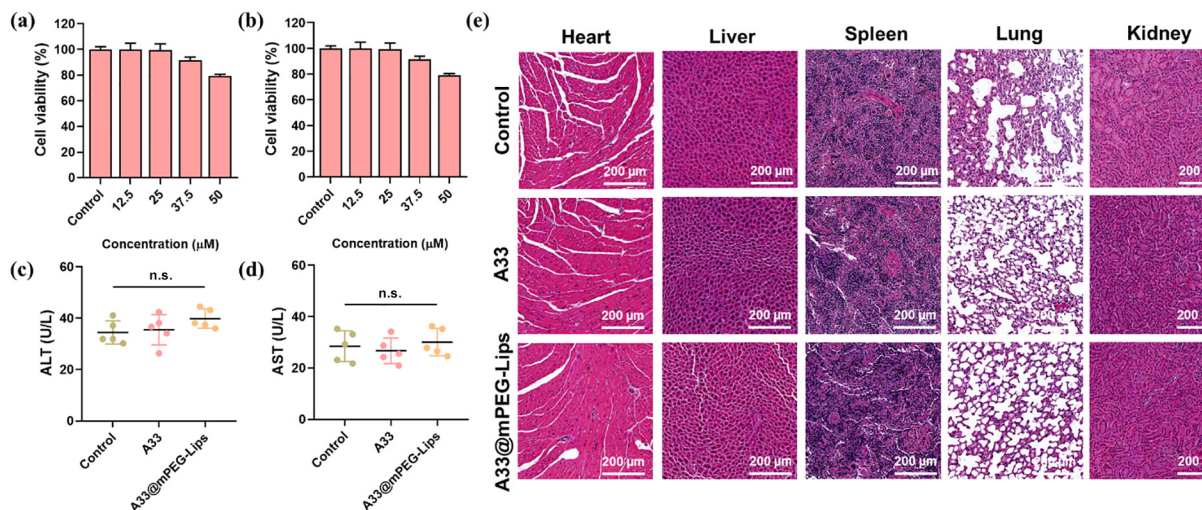 (a)
Cell viability (%)
120
100
80
60
40
20
0
Control
12.5
25
37.5
50
Concentration (μM)
(b)
Cell viability (%)
120
100
80
60
40
20
0
Control
12.5
25
37.5
50
Concentration (μM)
(c)
ALT (U/L)
60
40
20
0
n.s.
Control
A33
A33@mPEG-Lips
(d)
AST (U/L)
60
40
20
0
n.s.
Control
A33
A33@mPEG-Lips
(e)
Heart Liver Spleen Lung Kidney
Control
200 μm 200 μm 200 μm 200 μm 200
A33
200 μm 200 μm 200 μm 200 μm 200
A33@mPEG-Lips
200 μm 200 μm 200 μm 200 μm 200